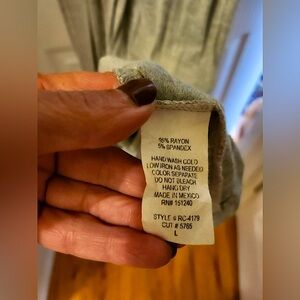 95% RAYON
5% SPANDEX
HAND WASH COLD
LOW IRON AS NEEDED
COLOR SEPARATE
DO NOT BLEACH
HANG DRY
MADE IN MEXICO
RN# 151240
STYLE # RC-4179
CUT # 5765
L